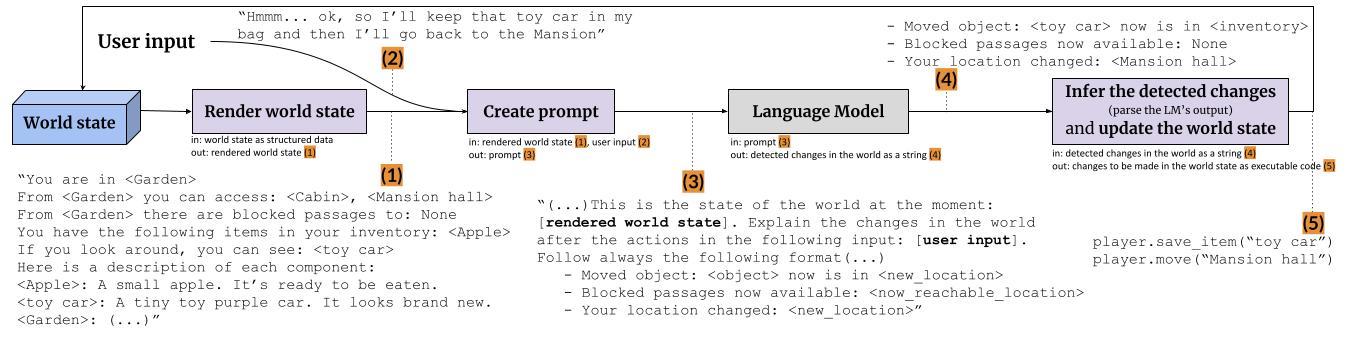 “Hmmm... ok, so I’ll keep that toy car in my
bag and then I’ll go back to the Mansion”
User input
(2)
- Moved object: <toy car> now is in <inventory>
- Blocked passages now available: None
- Your location changed: <Mansion hall>
(4)
World state
Render world state
in: world state as structured data
out: rendered world state (1)
Create prompt
in: rendered world state (1), user input (2)
out: prompt (3)
Language Model
in: prompt (3)
out: detected changes in the world as a string (4)
Infer the detected changes
(parse the LM’s output)
and update the world state
in: detected changes in the world as a string (4)
out: changes to be made in the world state as executable code (5)
(1)
“You are in <Garden>
From <Garden> you can access: <Cabin>, <Mansion hall>
From <Garden> there are blocked passages to: None
You have the following items in your inventory: <Apple>
If you look around, you can see: <toy car>
Here is a description of each component:
<Apple>: A small apple. It’s ready to be eaten.
<toy car>: A tiny toy purple car. It looks brand new.
<Garden>: (...)”
(3)
“(...)This is the state of the world at the moment:
[rendered world state]. Explain the changes in the world
after the actions in the following input: [user input].
Follow always the following format(...)
- Moved object: <object> now is in <new_location>
- Blocked passages now available: <now_reachable_location>
- Your location changed: <new_location>”
(5)
player.save_item(“toy car”)
player.move(“Mansion hall”)